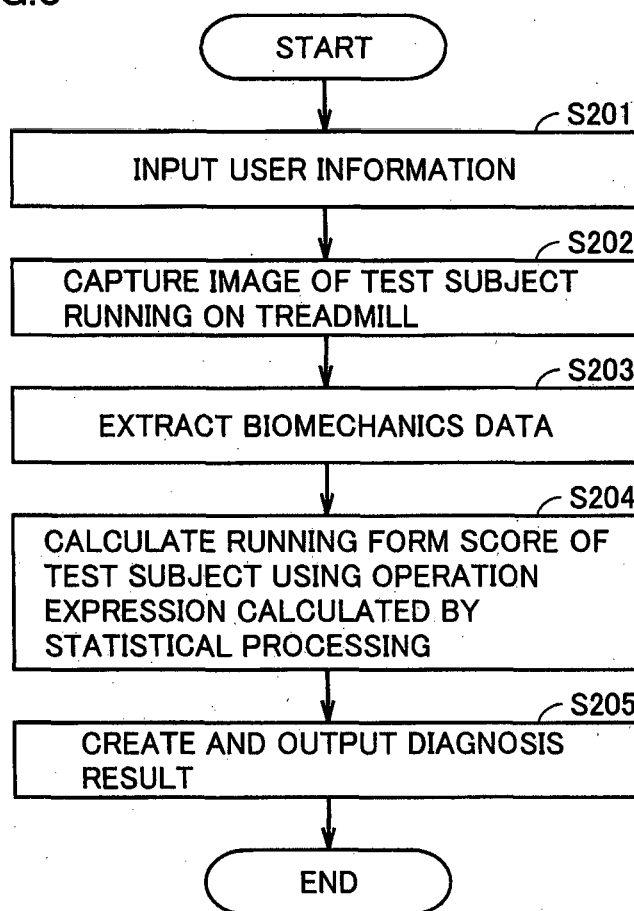 START
S201
INPUT USER INFORMATION
S202
CAPTURE IMAGE OF TEST SUBJECT
RUNNING ON TREADMILL
S203
EXTRACT BIOMECHANICS DATA
S204
CALCULATE RUNNING FORM SCORE OF
TEST SUBJECT USING OPERATION
EXPRESSION CALCULATED BY
STATISTICAL PROCESSING
S205
CREATE AND OUTPUT DIAGNOSIS
RESULT
END